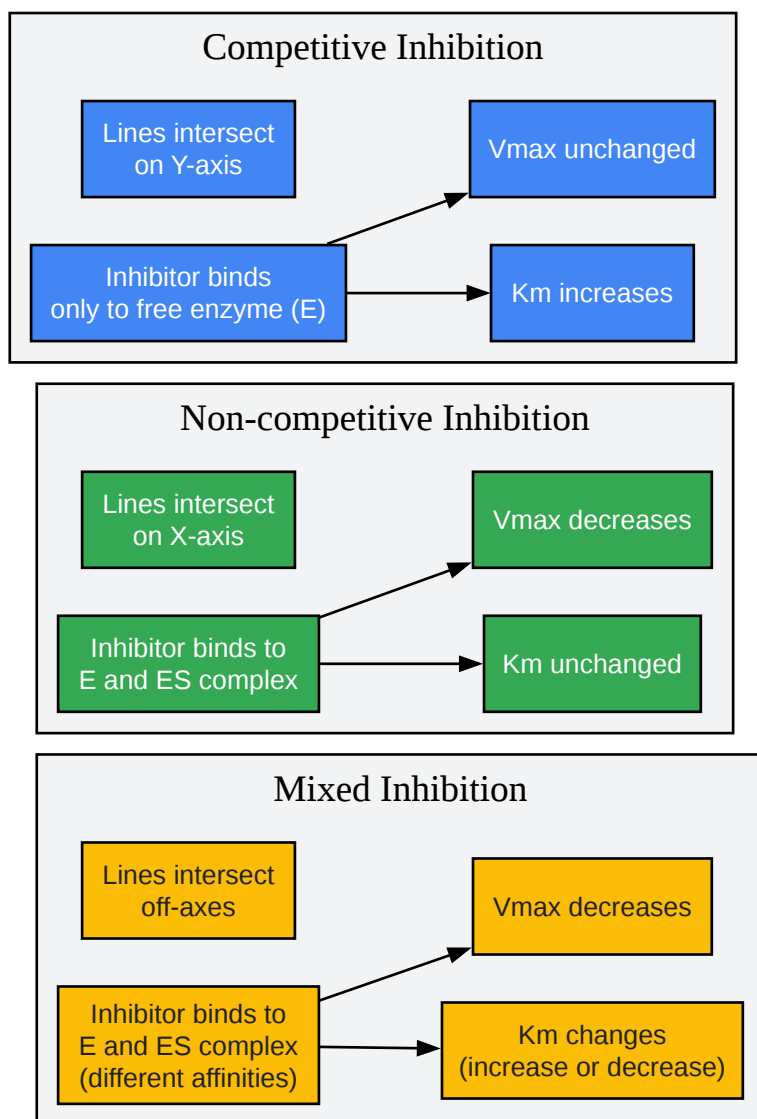 Competitive Inhibition
Lines intersect
on Y-axis
Vmax unchanged
Inhibitor binds
only to free enzyme (E)
Km increases
Non-competitive Inhibition
Lines intersect
on X-axis
Vmax decreases
Inhibitor binds to
E and ES complex
Km unchanged
Mixed Inhibition
Lines intersect
off-axes
Vmax decreases
Inhibitor binds to
E and ES complex
(different affinities)
Km changes
(increase or decrease)